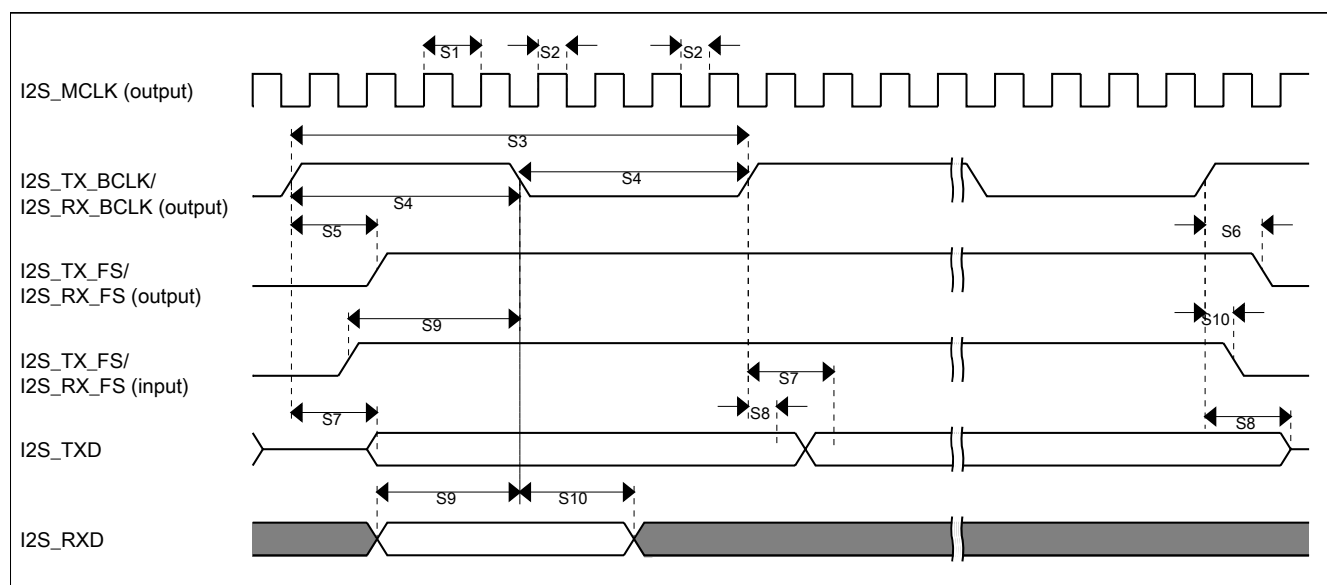 S1
S2
S2
I2S_MCLK (output)
S3
I2S_TX_BCLK/
I2S_RX_BCLK (output)
S4
S4
S5
S6
I2S_TX_FS/
I2S_RX_FS (output)
S9
S10
I2S_TX_FS/
I2S_RX_FS (input)
S7
S7
S8
S8
I2S_TXD
S9
S10
I2S_RXD